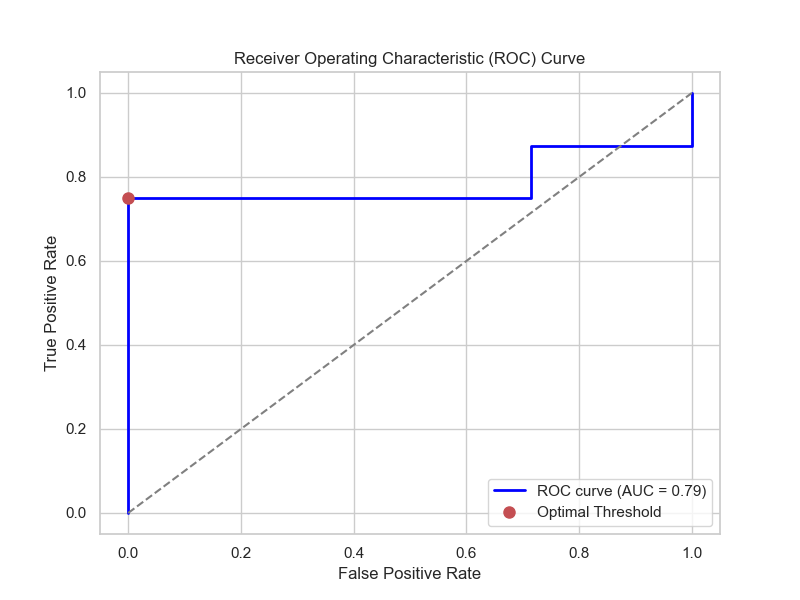 Receiver Operating Characteristic (ROC) Curve
1.0
0.8
0.6
0.4
0.2
0.0
True Positive Rate
ROC curve (AUC = 0.79)
Optimal Threshold
0.0 0.2 0.4 0.6 0.8 1.0
False Positive Rate